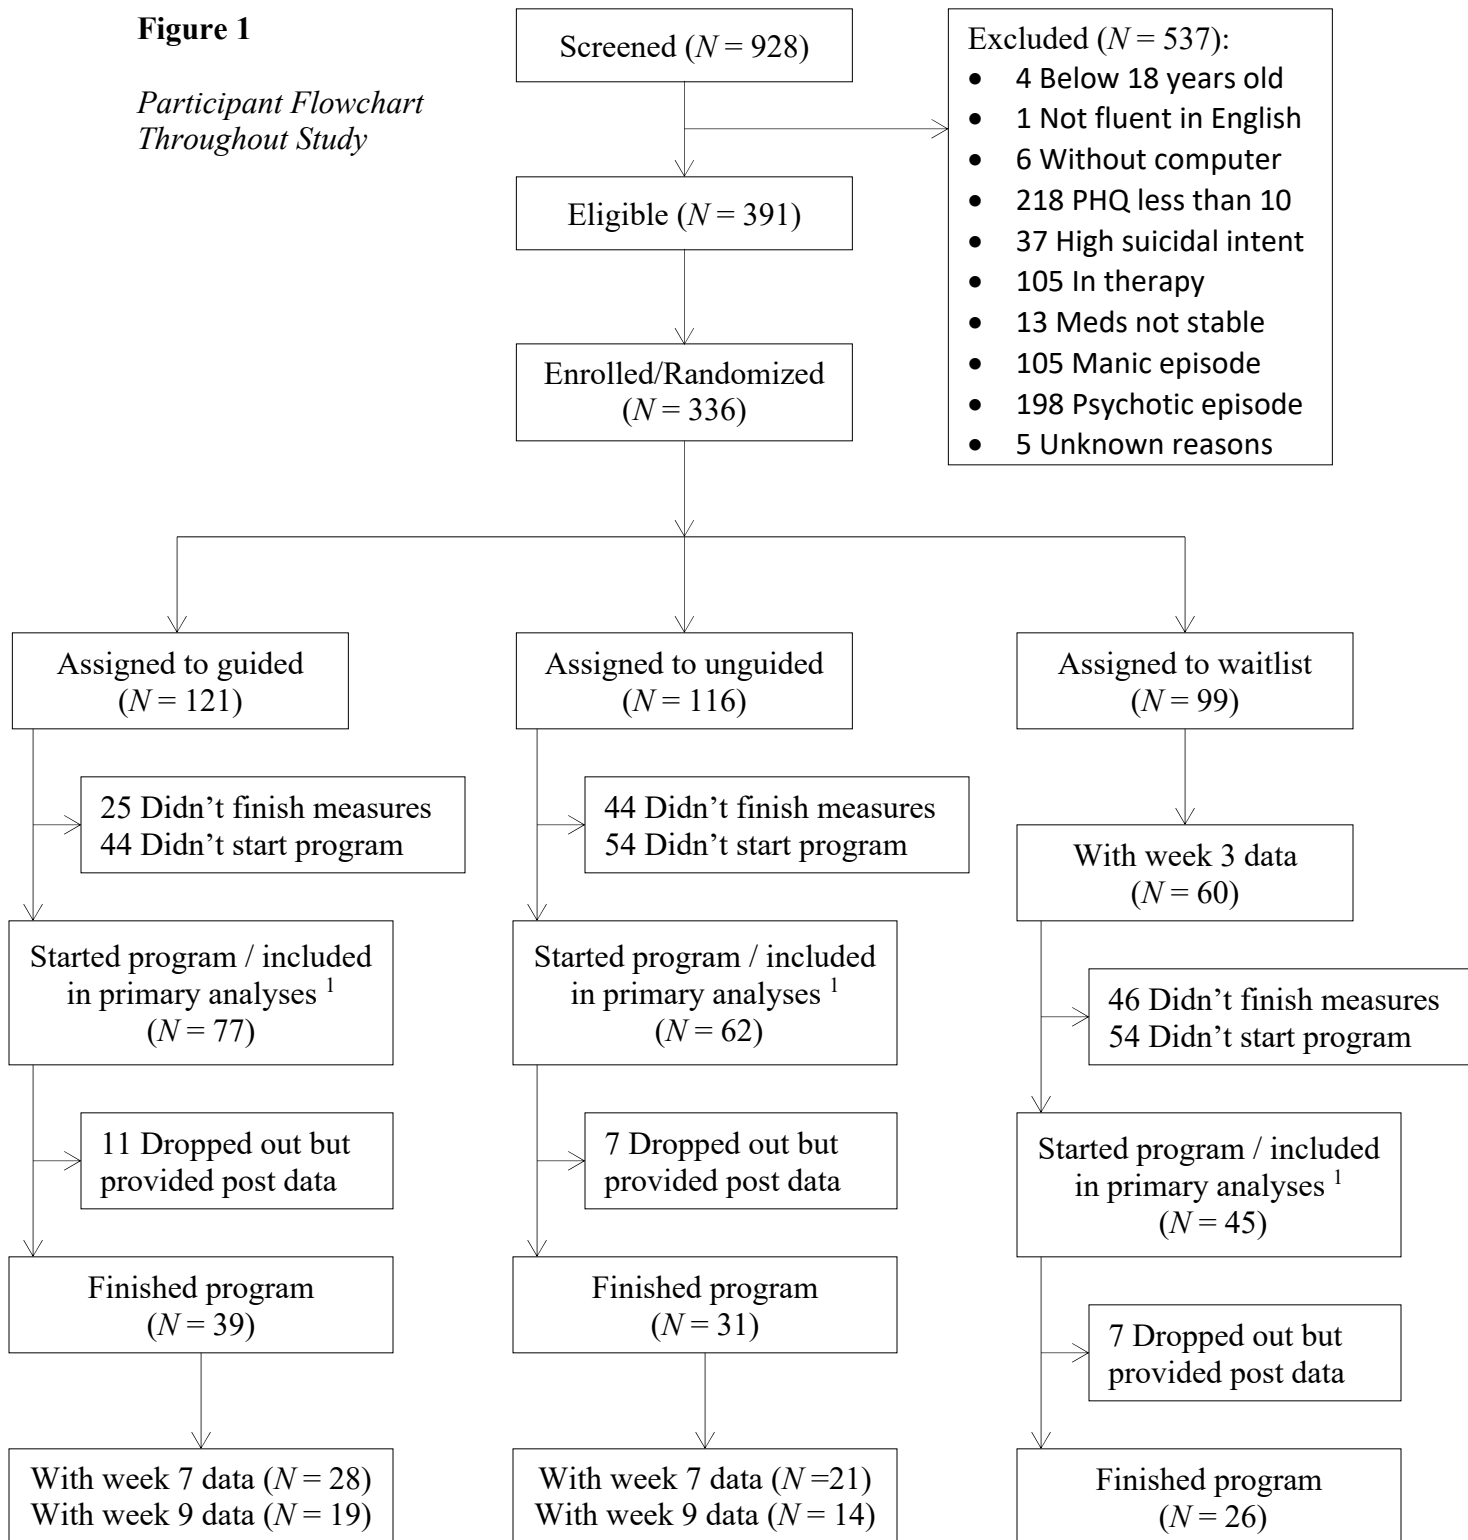 Figure 1
Participant Flowchart
Throughout Study
Screened (N = 928)
Excluded (N = 537):
• 4 Below 18 years old
• 1 Not fluent in English
• 6 Without computer
• 218 PHQ less than 10
• 37 High suicidal intent
• 105 In therapy
• 13 Meds not stable
• 105 Manic episode
• 198 Psychotic episode
• 5 Unknown reasons
Eligible (N = 391)
Enrolled/Randomized
(N = 336)
Assigned to guided
(N = 121)
25 Didn’t finish measures
44 Didn’t start program
Started program / included
in primary analyses ¹
(N = 77)
11 Dropped out but
provided post data
Finished program
(N = 39)
With week 7 data (N = 28)
With week 9 data (N = 19)
Assigned to unguided
(N = 116)
44 Didn’t finish measures
54 Didn’t start program
Started program / included
in primary analyses ¹
(N = 62)
7 Dropped out but
provided post data
Finished program
(N = 31)
With week 7 data (N =21)
With week 9 data (N = 14)
Assigned to waitlist
(N = 99)
With week 3 data
(N = 60)
46 Didn’t finish measures
54 Didn’t start program
Started program / included
in primary analyses ¹
(N = 45)
7 Dropped out but
provided post data
Finished program
(N = 26)